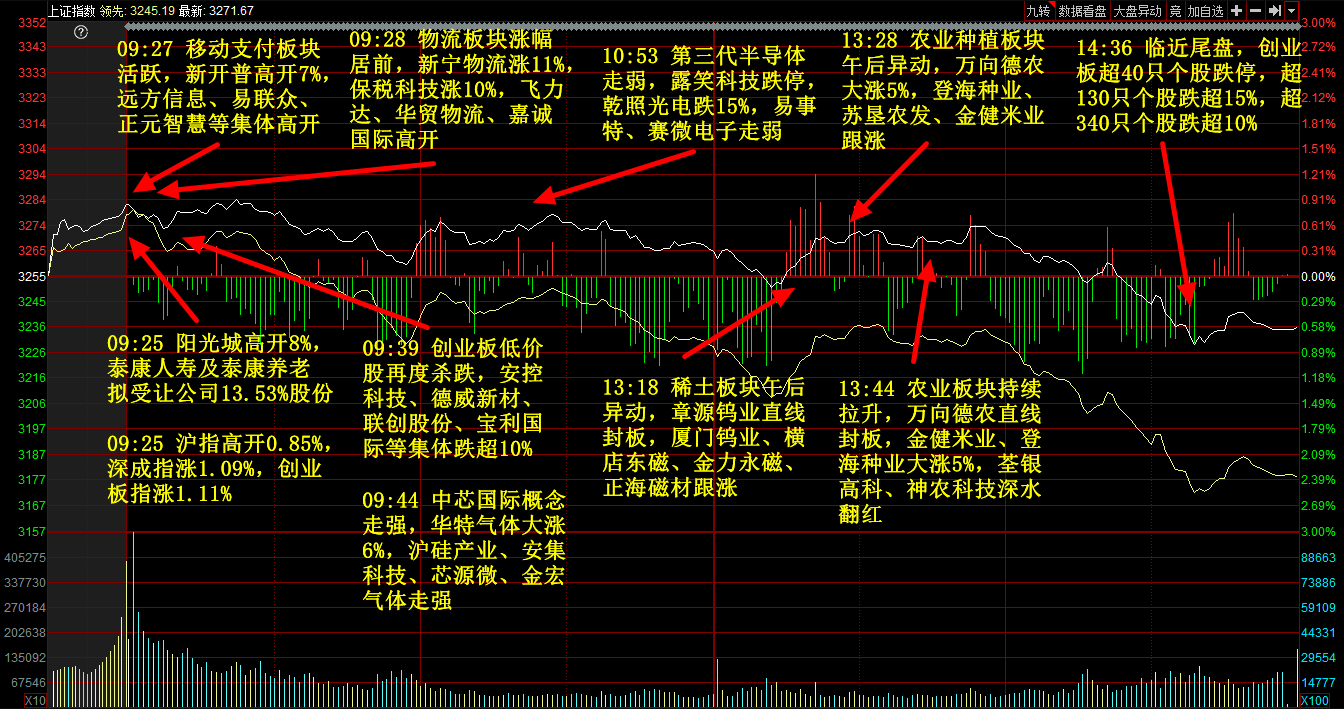 上证指数 领先: 3245.19 最新: 3271.67
九转 数据看盘 大盘异动 竞 加自选
09:27 移动支付板块
活跃，新开普高开7%，
远方信息、易联众、
正元智慧等集体高开
09:28 物流板块涨幅
居前，新宁物流涨11%，
保税科技涨10%，飞力
达、华贸物流、嘉诚
国际高开
10:53 第三代半导体
走弱，露笑科技跌停，
乾照光电跌15%，易事
特、赛微电子走弱
13:28 农业种植板块
午后异动，万向德农
大涨5%，登海种业、
苏垦农发、金健米业
跟涨
14:36 临近尾盘，创业
板超40只个股跌停，超
130只个股跌超15%，超
340只个股跌超10%
09:25 阳光城高开8%，
泰康人寿及泰康养老
拟受让公司13.53%股份
09:25 沪指高开0.85%，
深成指涨1.09%，创业
板指涨1.11%
09:39 创业板低价
股再度杀跌，安控
科技、德威新材、
联创股份、宝利国
际等集体跌超10%
09:44 中芯国际概念
走强，华特气体大涨
6%，沪硅产业、安集
科技、芯源微、金宏
气体走强
13:18 稀土板块午后
异动，章源钨业直线
封板，厦门钨业、横
店东磁、金力永磁、
正海磁材跟涨
13:44 农业板块持续
拉升，万向德农直线
封板，金健米业、登
海种业大涨5%，荃银
高科、神农科技深水
翻红
3352
3343
3333
3323
3314
3304
3294
3284
3274
3265
3255
3245
3236
3226
3216
3206
3197
3187
3177
3167
3157
405275
337730
270184
202638
135092
67546
X10
3.00%
2.72%
2.41%
2.12%
1.81%
1.51%
1.21%
0.91%
0.61%
0.31%
0.00%
0.29%
0.58%
0.89%
1.18%
1.49%
1.79%
2.09%
2.39%
2.69%
3.00%
88663
73886
59109
44331
29554
14777
X100